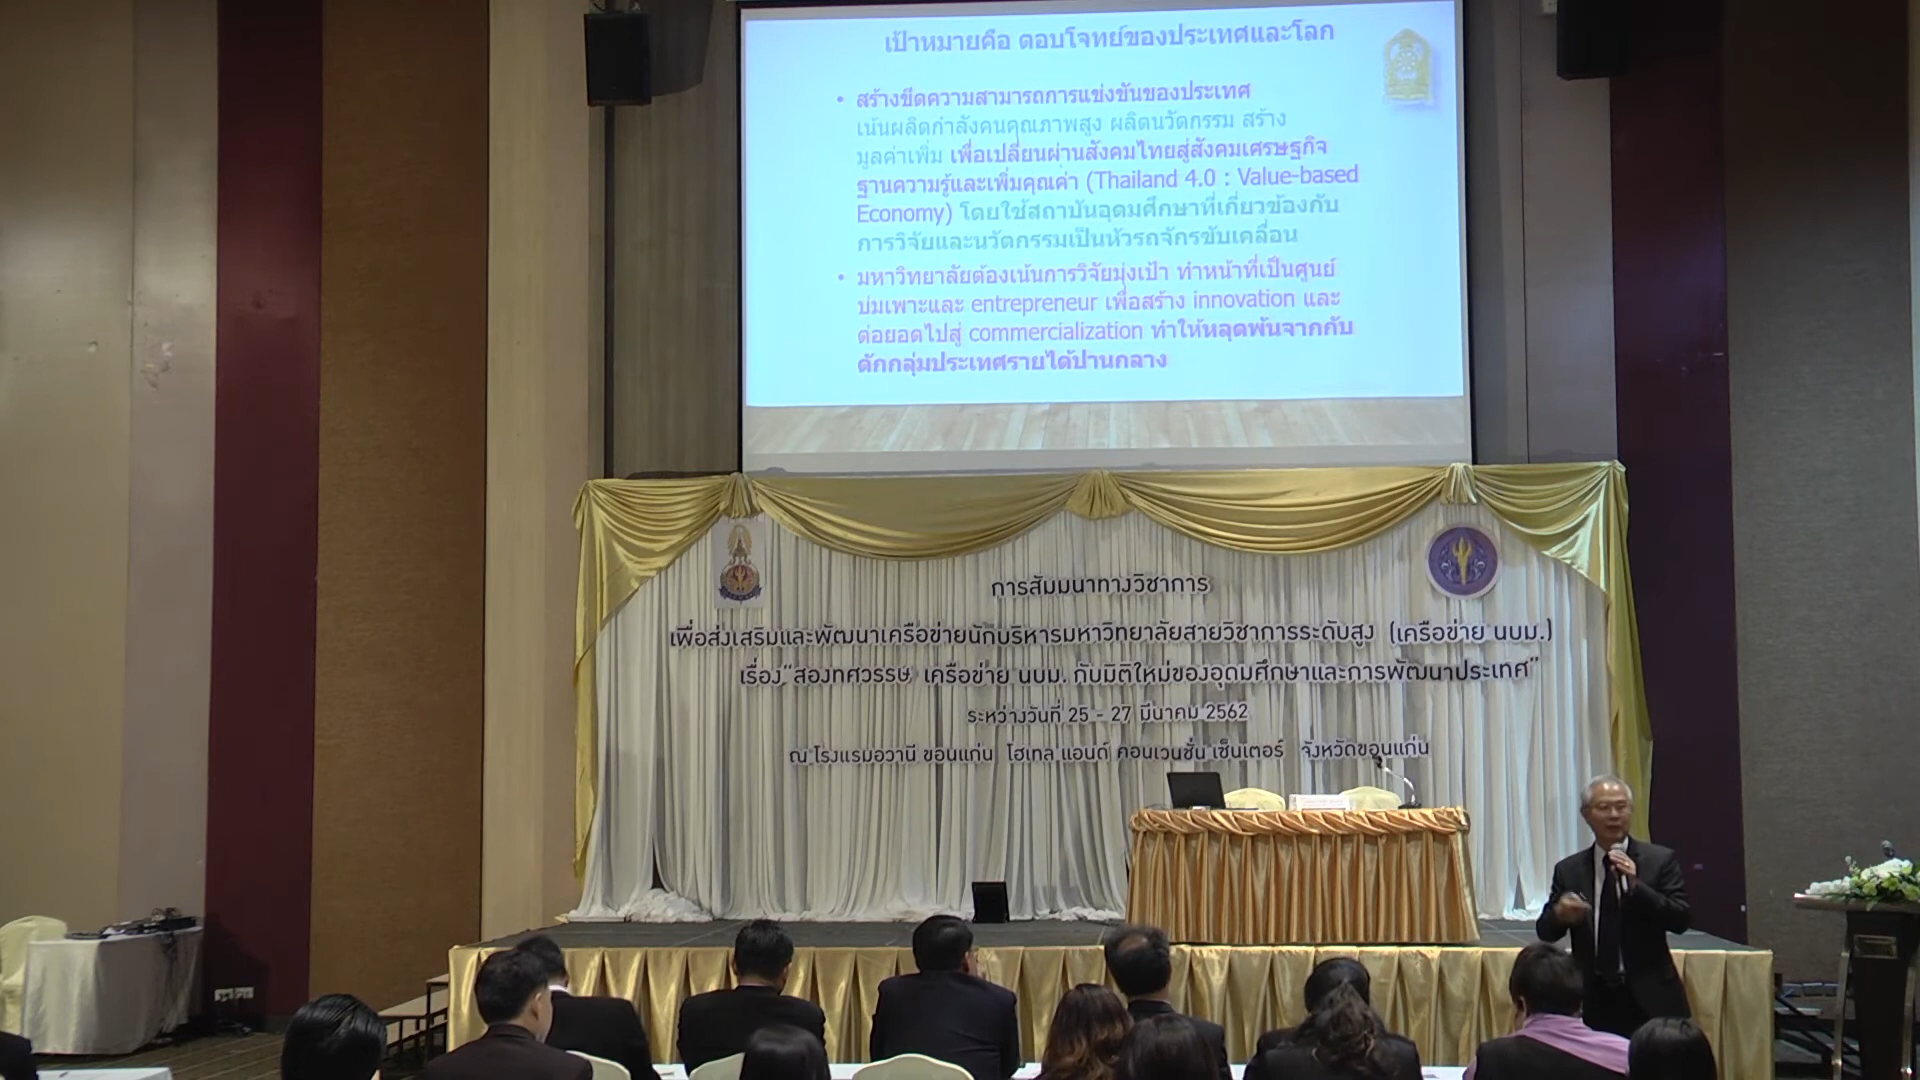 เป้าหมายคือ ตอบโจทย์ของประเทศและโลก
• สร้างขีดความสามารถการแข่งขันของประเทศ
เน้นผลิตกำลังคนคุณภาพสูง ผลิตนวัตกรรม สร้าง
มูลค่าเพิ่ม เพื่อเปลี่ยนผ่านสังคมไทยสู่สังคมเศรษฐกิจ
ฐานความรู้และเพิ่มคุณค่า (Thailand 4.0 : Value-based
Economy) โดยใช้สถาบันอุดมศึกษาที่เกี่ยวข้องกับ
การวิจัยและนวัตกรรมเป็นหัวรถจักรขับเคลื่อน
• มหาวิทยาลัยต้องเน้นการวิจัยมุ่งเป้า ทำหน้าที่เป็นศูนย์
บ่มเพาะและ entrepreneur เพื่อสร้าง innovation และ
ต่อยอดไปสู่ commercialization ทำให้หลุดพ้นจากกับ
ดักกลุ่มประเทศรายได้ปานกลาง
การสัมมนาทางวิชาการ
เพื่อส่งเสริมและพัฒนาเครือข่ายนักบริหารมหาวิทยาลัยสายวิชาการระดับสูง (เครือข่าย นบม.)
เรื่อง“สองทศวรรษ เครือข่าย นบม. กับมิติใหม่ของอุดมศึกษาและการพัฒนาประเทศ”
ระหว่างวันที่ 25 - 27 มีนาคม 2562
ณ โรงแรมอวานี ขอนแก่น โฮเทล แอนด์ คอนเวนชั่น เซ็นเตอร์ จังหวัดขอนแก่น